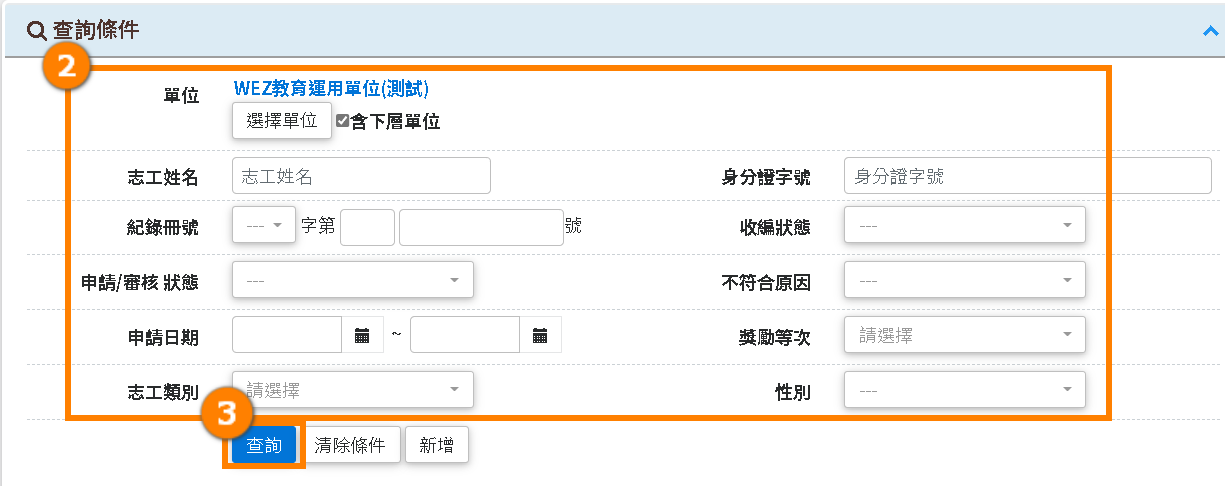 查詢條件
2
單位 WEZ教育運用單位(測試)
選擇單位 含下層單位
志工姓名 志工姓名 身分證字號 身分證字號
紀錄冊號 --- 字第 號 收編狀態 ---
申請/審核 狀態 --- 不符合原因 ---
申請日期 ~ 獎勵等次 請選擇
志工類別 請選擇 性別 ---
3
查詢 清除條件 新增